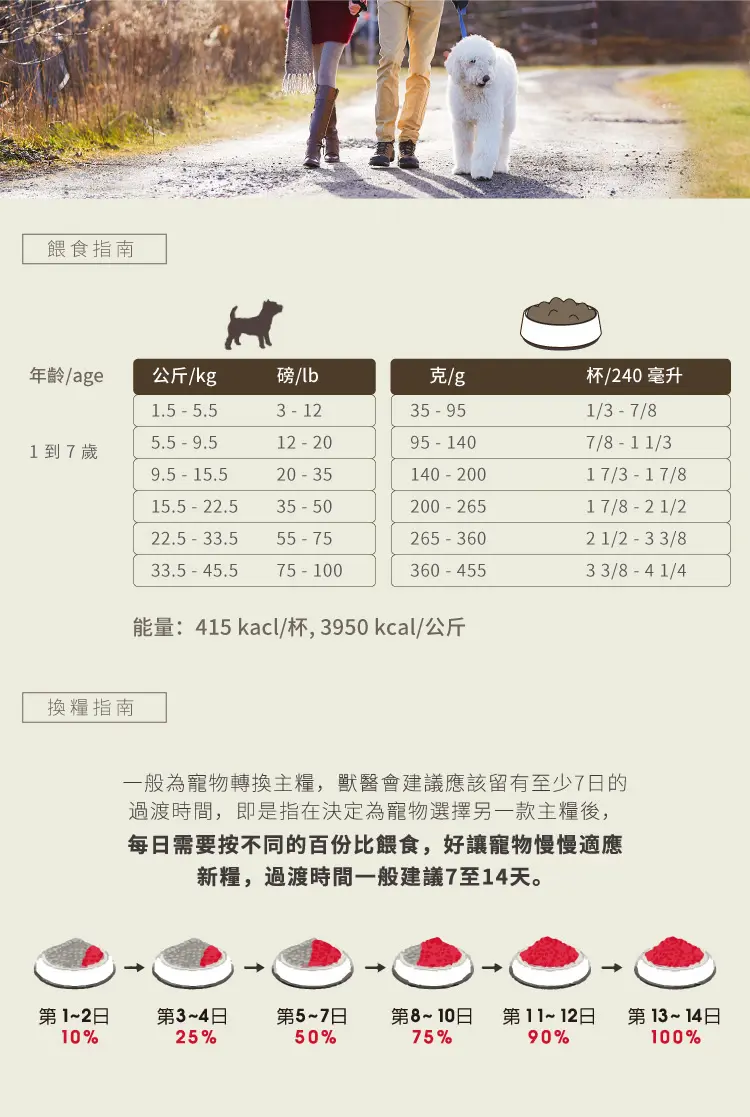 餵食指南
年齡/age 公斤/kg 磅/lb 克/g 杯/240 毫升
1.5 - 5.5 3 - 12 35 - 95 1/3 - 7/8
5.5 - 9.5 12 - 20 95 - 140 7/8 - 1 1/3
1 到 7 歲
9.5 - 15.5 20 - 35 140 - 200 1 7/3 - 1 7/8
15.5 - 22.5 35 - 50 200 - 265 1 7/8 - 2 1/2
22.5 - 33.5 55 - 75 265 - 360 2 1/2 - 3 3/8
33.5 - 45.5 75 - 100 360 - 455 3 3/8 - 4 1/4
能量：415 kacl/杯, 3950 kcal/公斤
換糧指南
一般為寵物轉換主糧，獸醫會建議應該留有至少7日的
過渡時間，即是指在決定為寵物選擇另一款主糧後，
每日需要按不同的百份比餵食，好讓寵物慢慢適應
新糧，過渡時間一般建議7至14天。
第 1~2日 第3~4日 第5~7日 第8~ 10日 第 11~ 12日 第 13~ 14日
10% 25% 50% 75% 90% 100%